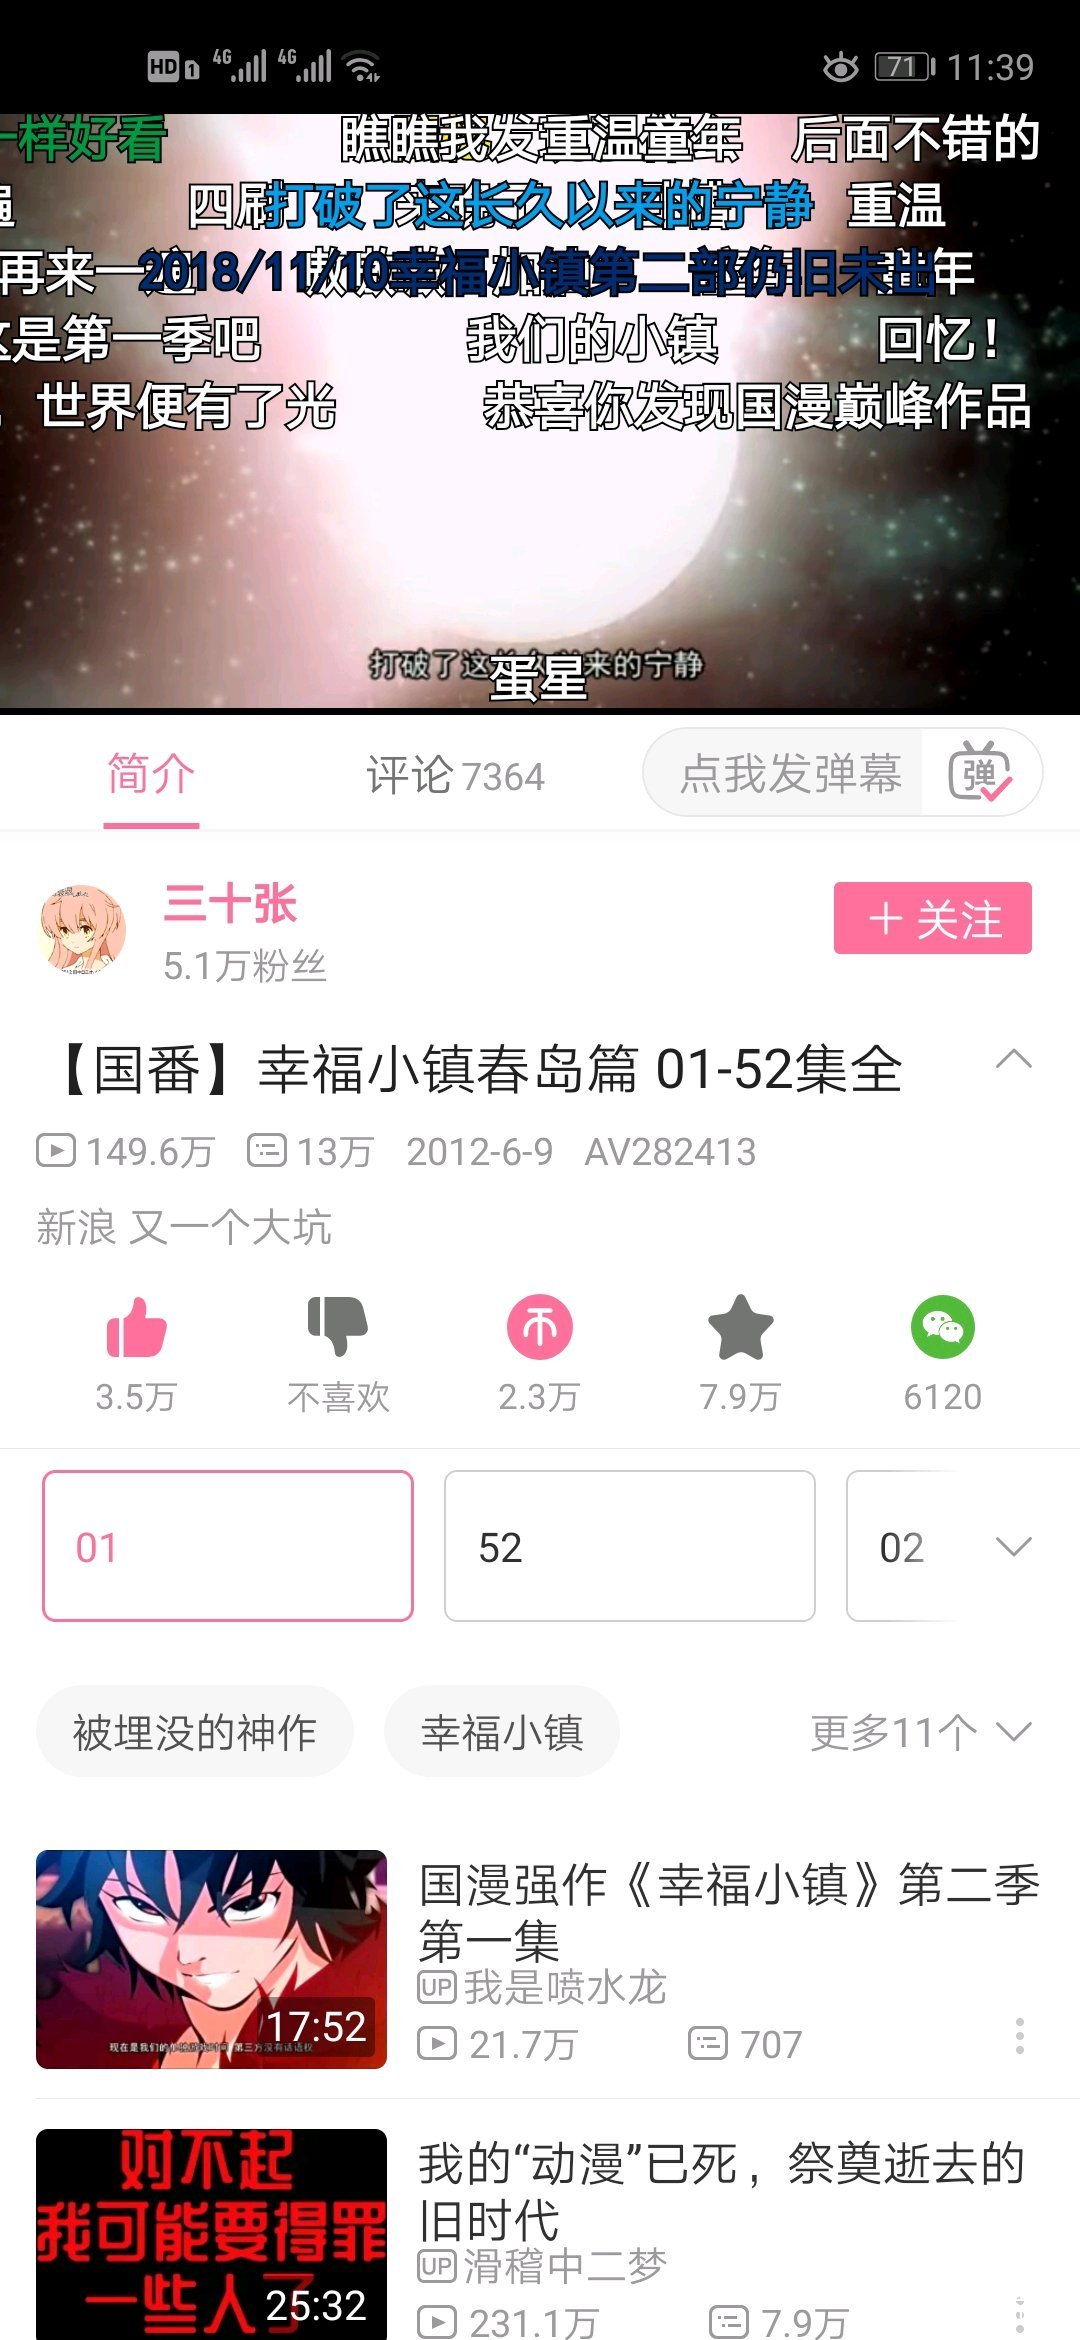 HD 1 4G 4G 71 11:39
一样好看 瞧瞧我发 重温童年 后面不错的
四刷 打破了这长久以来的宁静 重温
再来一 2018/11/10幸福小镇第二部仍旧未出 年
这是第一季吧 我们的小镇 回忆！
，世界便有了光 恭喜你发现国漫巅峰作品
打破了这 来的宁静
蛋星
简介 评论 7364 点我发弹幕 弹
三十张
5.1万粉丝
＋关注
【国番】幸福小镇春岛篇 01-52集全
149.6万 13万 2012-6-9 AV282413
新浪 又一个大坑
3.5万 不喜欢 2.3万 7.9万 6120
01 52 02
被埋没的神作 幸福小镇 更多11个
国漫强作《幸福小镇》第二季
第一集
UP 我是喷水龙
21.7万 707
17:52
我的“动漫”已死，祭奠逝去的
旧时代
UP 滑稽中二梦
231.1万 7.9万
对不起
我可能要得罪
一些人了
25:32